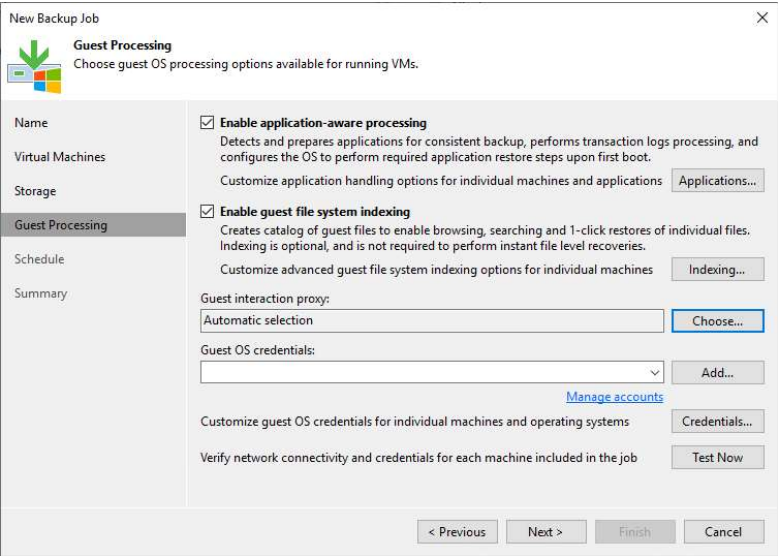 New Backup Job
Guest Processing
Choose guest OS processing options available for running VMs.
Name
Virtual Machines
Storage
Guest Processing
Schedule
Summary
Enable application-aware processing
Detects and prepares applications for consistent backup, performs transaction logs processing, and
configures the OS to perform required application restore steps upon first boot.
Customize application handling options for individual machines and applications
Applications...
Enable guest file system indexing
Creates catalog of guest files to enable browsing, searching and 1-click restores of individual files.
Indexing is optional, and is not required to perform instant file level recoveries.
Customize advanced guest file system indexing options for individual machines
Indexing...
Guest interaction proxy:
Automatic selection
Choose...
Guest OS credentials:
Add...
Manage accounts
Customize guest OS credentials for individual machines and operating systems
Credentials...
Verify network connectivity and credentials for each machine included in the job
Test Now
< Previous
Next >
Finish
Cancel